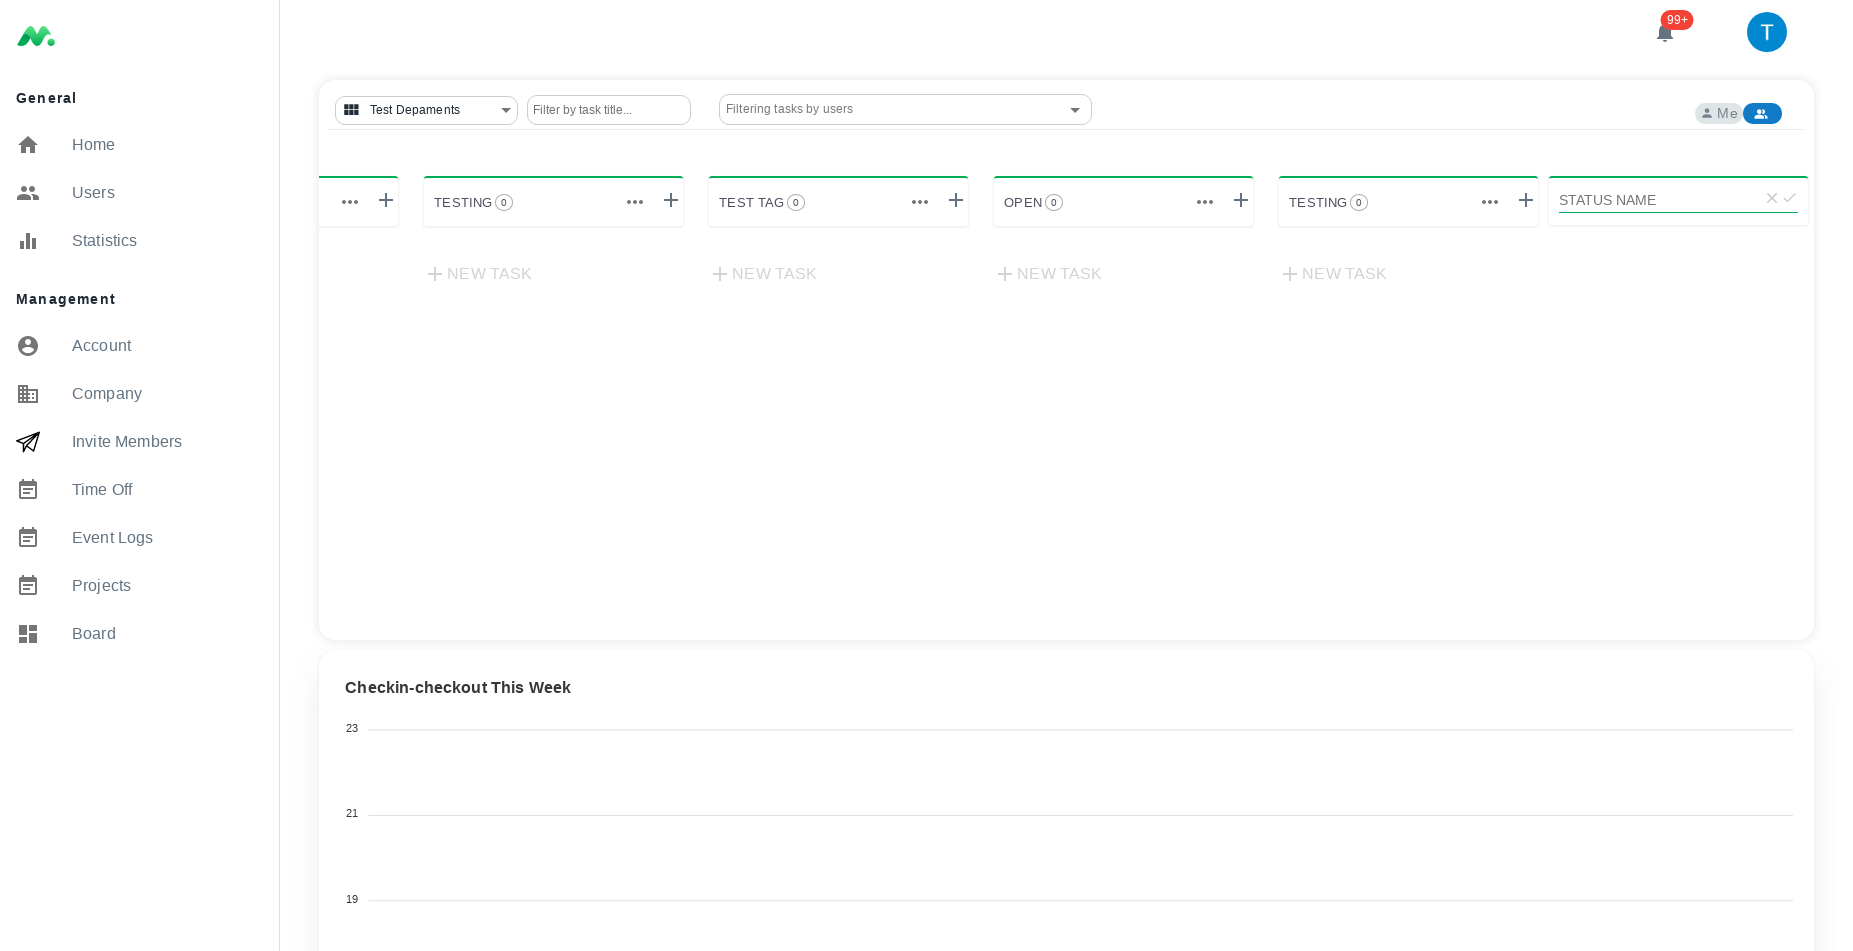 99+
T
General
Home
Users
Statistics
Management
Account
Company
Invite Members
Time Off
Event Logs
Projects
Board
Test Depaments
Filter by task title...
Filtering tasks by users
Me
TESTING 0
TEST TAG 0
OPEN 0
TESTING 0
STATUS NAME
NEW TASK
NEW TASK
NEW TASK
NEW TASK
Checkin-checkout This Week
23
21
19